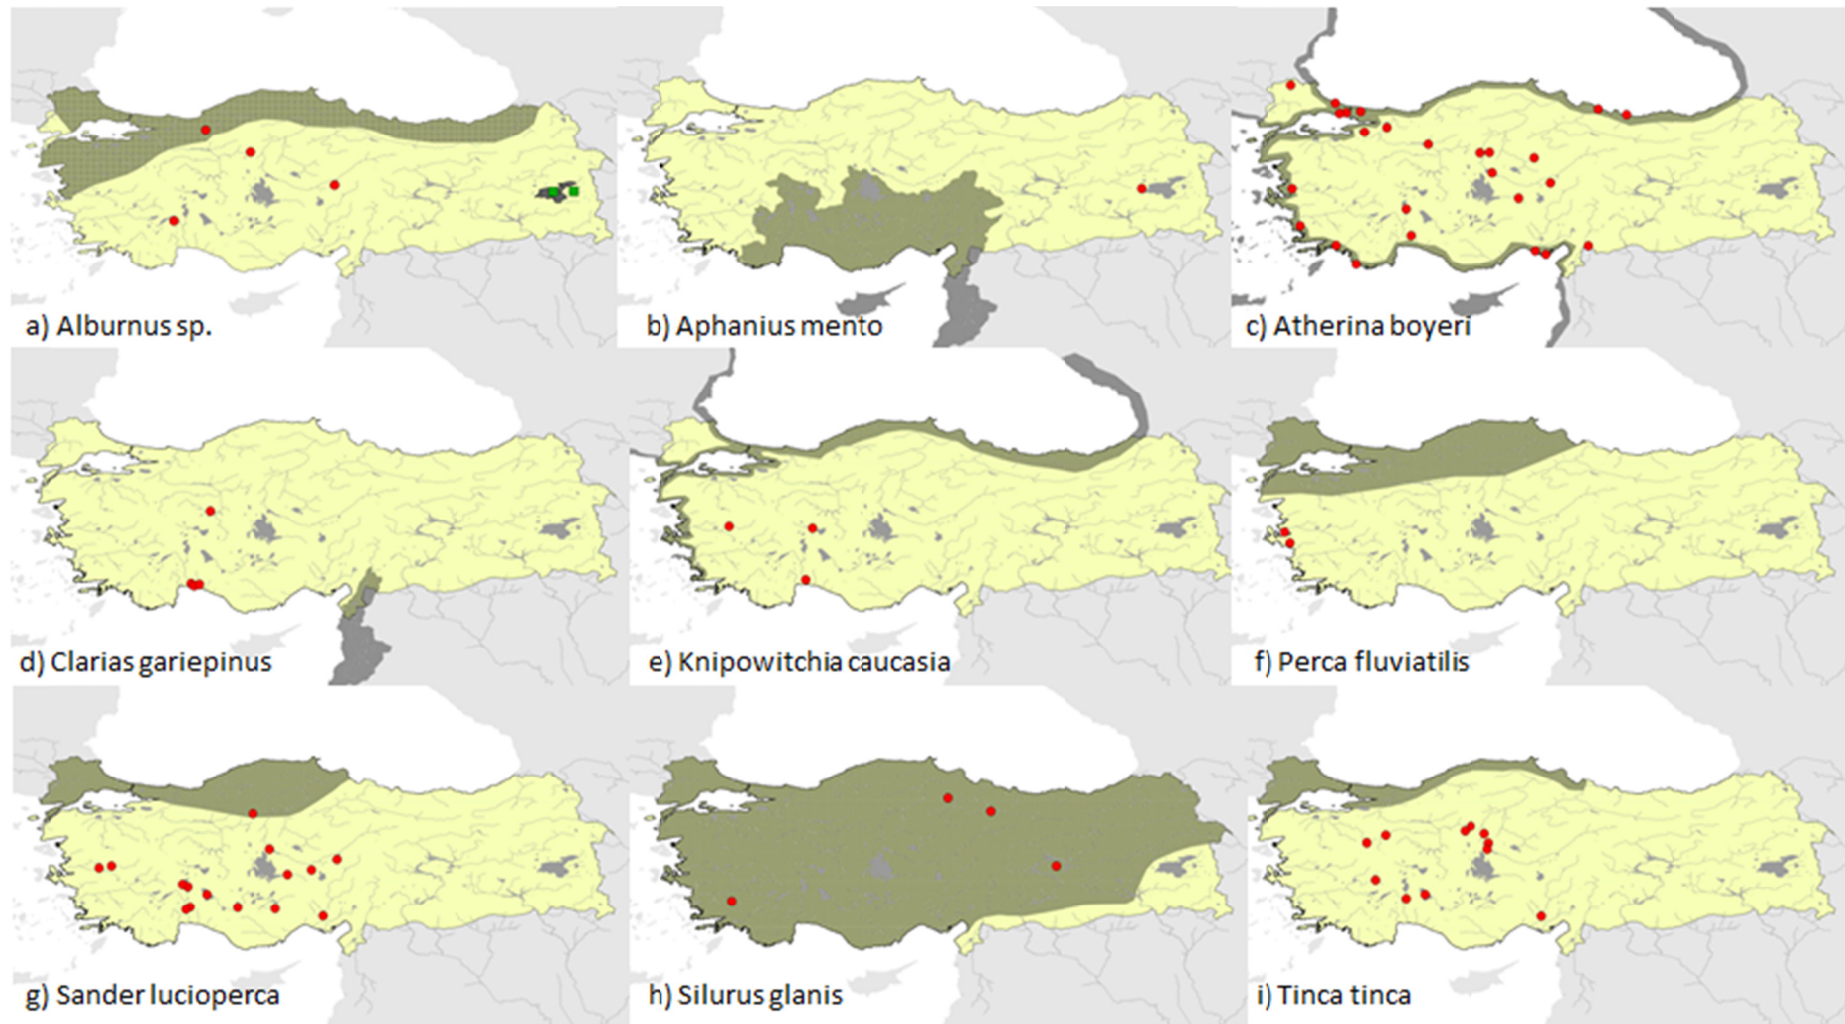 a) Alburnus sp.
b) Aphanius mento
c) Atherina boyeri
d) Clarias gariepinus
e) Knipowitchia caucasia
f) Perca fluviatilis
g) Sander lucioperca
h) Silurus glanis
i) Tinca tinca